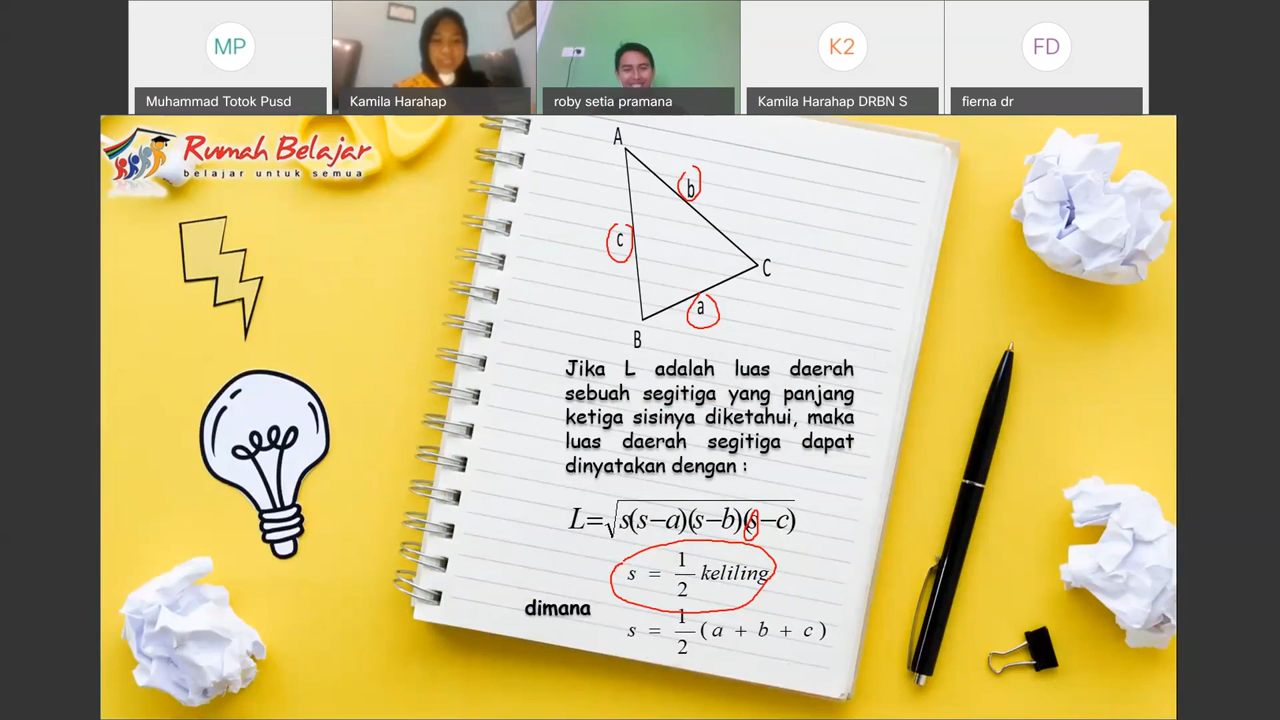 MP
K2
FD
Muhammad Totok Pusd
Kamila Harahap
roby setia pramana
Kamila Harahap DRBN S
fierna dr
Rumah Belajar
belajar untuk semua
A
b
c
C
a
B
Jika L adalah luas daerah
sebuah segitiga yang panjang
ketiga sisinya diketahui, maka
luas daerah segitiga dapat
dinyatakan dengan :
L=√s(s−a)(s−b)(s−c)
s = 1/2 keliling
dimana
s = 1/2 ( a + b + c )